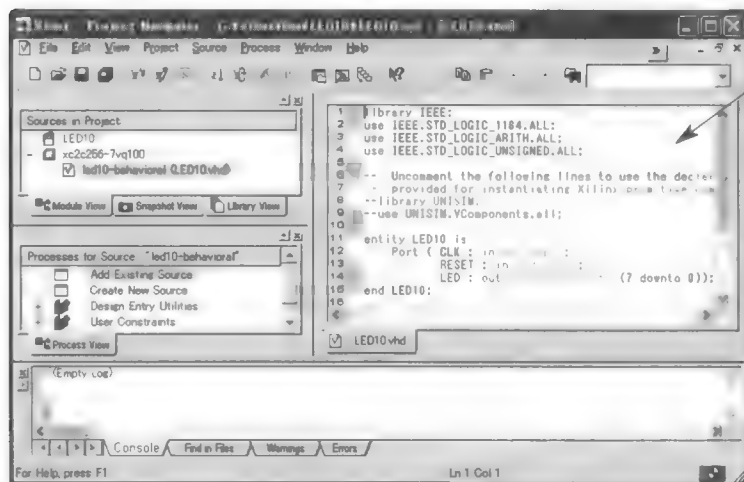 Project Navigator
File Edit View Project Source Process Window Help
Sources in Project
LED10
xc2c256-7vq100
led10-behavioral (LED10.vhd)
Module View Snapshot View Library View
Processes for Source "led10-behavioral"
Add Existing Source
Create New Source
Design Entry Utilities
User Constraints
Process View
1 library IEEE;
2 use IEEE.STD_LOGIC_1164.ALL;
3 use IEEE.STD_LOGIC_ARITH.ALL;
4 use IEEE.STD_LOGIC_UNSIGNED.ALL;
5
6 -- Uncomment the following lines to use the
7 provided for instantiating Xilinx
8 --library UNISIM;
9 --use UNISIM.VComponents.all;
10
11 entity LED10 is
12 Port ( CLK : in ;
13 RESET : in ;
14 LED : out (7 downto 0));
15 end LED10;
16
LED10.vhd
(Empty Log)
Console Find in Files Warnings Errors
For Help, press F1
Ln 1 Col 1